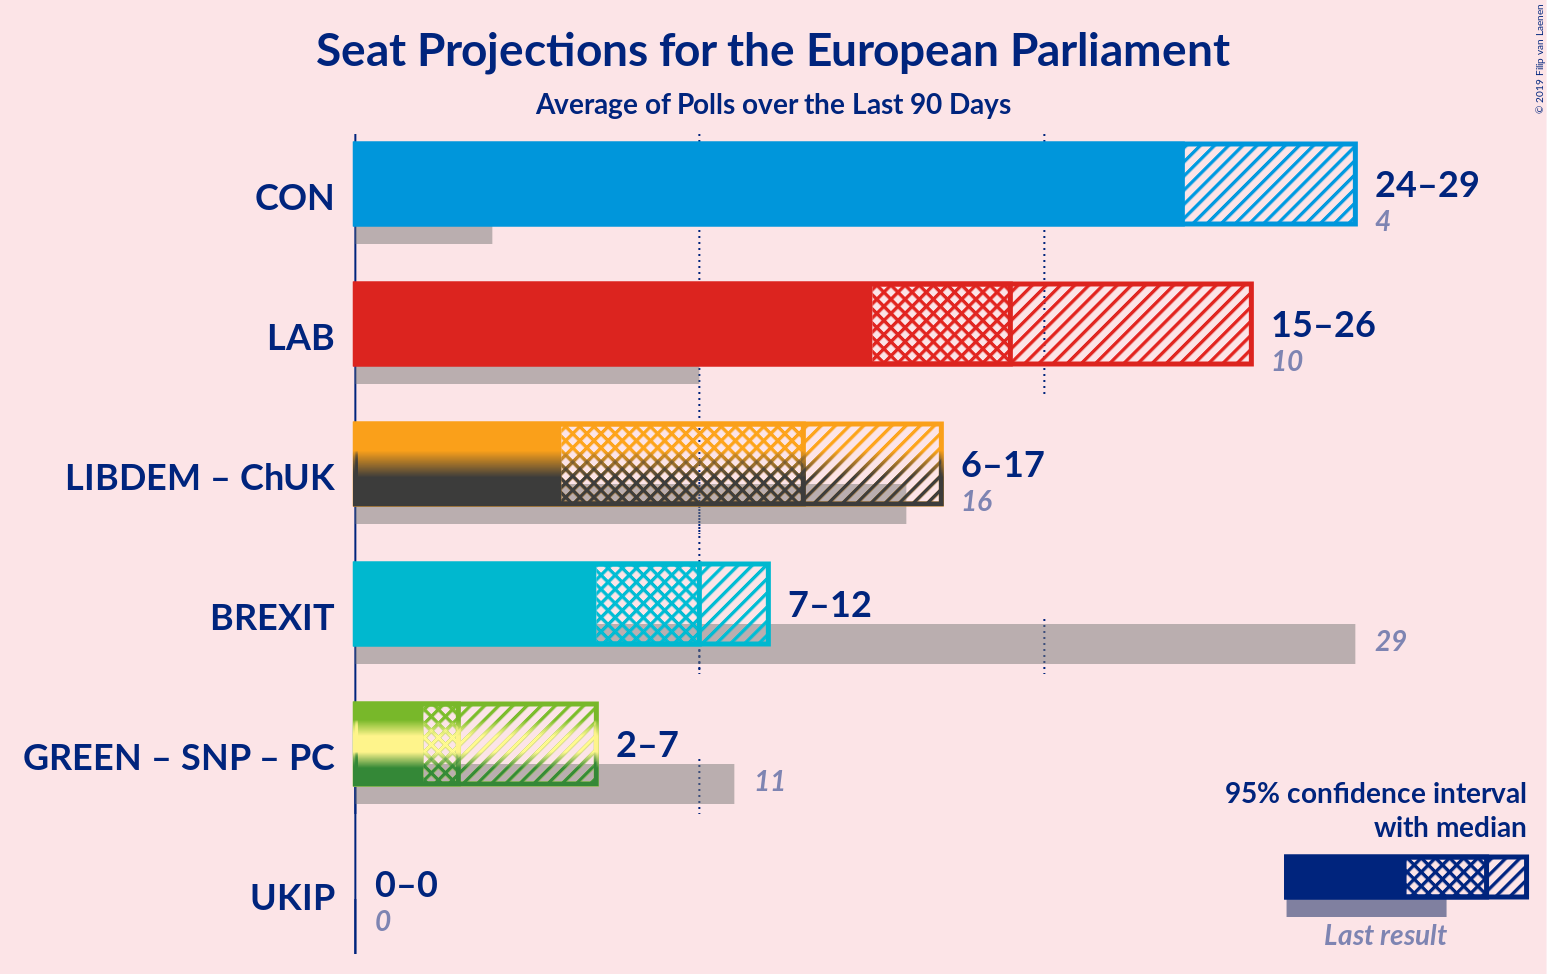 Seat Projections for the European Parliament
Average of Polls over the Last 90 Days
© 2019 Filip van Laenen
CON
24–29
4
LAB
15–26
10
LIBDEM – ChUK
6–17
16
BREXIT
7–12
29
GREEN – SNP – PC
2–7
11
UKIP
0–0
0
95% confidence interval
with median
Last result